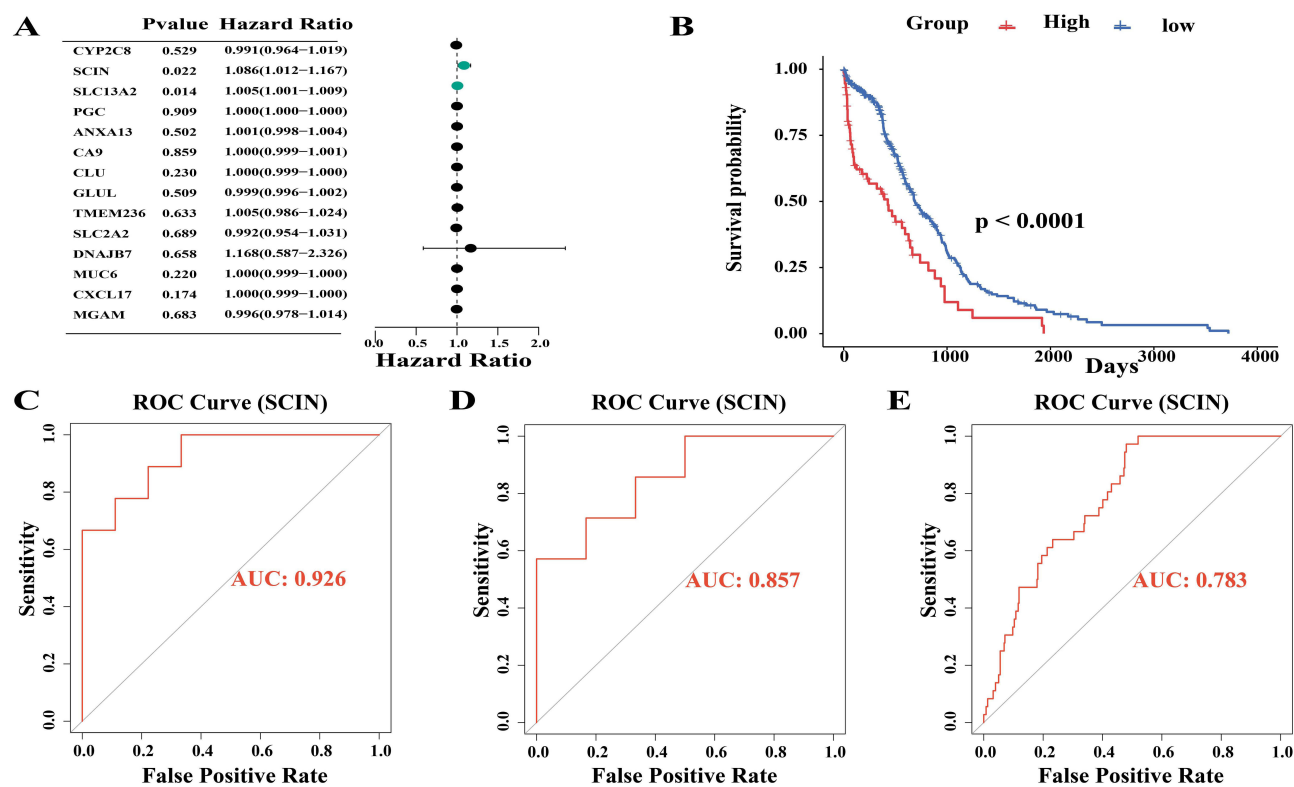 A
Pvalue Hazard Ratio
CYP2C8 0.529 0.991(0.964−1.019)
SCIN 0.022 1.086(1.012−1.167)
SLC13A2 0.014 1.005(1.001−1.009)
PGC 0.909 1.000(1.000−1.000)
ANXA13 0.502 1.001(0.998−1.004)
CA9 0.859 1.000(0.999−1.001)
CLU 0.230 1.000(0.999−1.000)
GLUL 0.509 0.999(0.996−1.002)
TMEM236 0.633 1.005(0.986−1.024)
SLC2A2 0.689 0.992(0.954−1.031)
DNAJB7 0.658 1.168(0.587−2.326)
MUC6 0.220 1.000(0.999−1.000)
CXCL17 0.174 1.000(0.999−1.000)
MGAM 0.683 0.996(0.978−1.014)
0.0 0.5 1.0 1.5 2.0
Hazard Ratio
B
Group High low
Survival probability
1.00
0.75
0.50
0.25
0.00
p < 0.0001
0 1000 2000 3000 4000
Days
C
ROC Curve (SCIN)
Sensitivity
1.0
0.8
0.6
0.4
0.2
0.0
AUC: 0.926
0.0 0.2 0.4 0.6 0.8 1.0
False Positive Rate
D
ROC Curve (SCIN)
Sensitivity
1.0
0.8
0.6
0.4
0.2
0.0
AUC: 0.857
0.0 0.2 0.4 0.6 0.8 1.0
False Positive Rate
E
ROC Curve (SCIN)
Sensitivity
1.0
0.8
0.6
0.4
0.2
0.0
AUC: 0.783
0.0 0.2 0.4 0.6 0.8 1.0
False Positive Rate